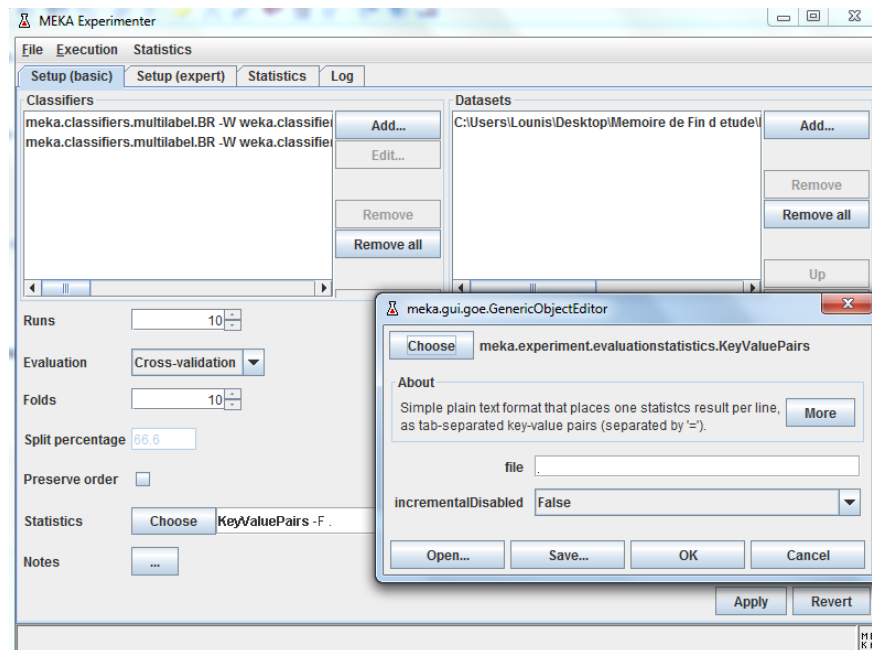 MEKA Experimenter
File Execution Statistics
Setup (basic) Setup (expert) Statistics Log
Classifiers
meka.classifiers.multilabel.BR -W weka.classifie
meka.classifiers.multilabel.BR -W weka.classifie
Add...
Edit...
Remove
Remove all
Datasets
C:\Users\Lounis\Desktop\Memoire de Fin d etude\
Add...
Remove
Remove all
Up
Runs 10
Evaluation Cross-validation
Folds 10
Split percentage 66.6
Preserve order
Statistics Choose KeyValuePairs -F .
Notes ...
meka.gui.goe.GenericObjectEditor
Choose meka.experiment.evaluationstatistics.KeyValuePairs
About
Simple plain text format that places one statistcs result per line,
as tab-separated key-value pairs (separated by '=').
More
file .
incrementalDisabled False
Open... Save... OK Cancel
Apply Revert